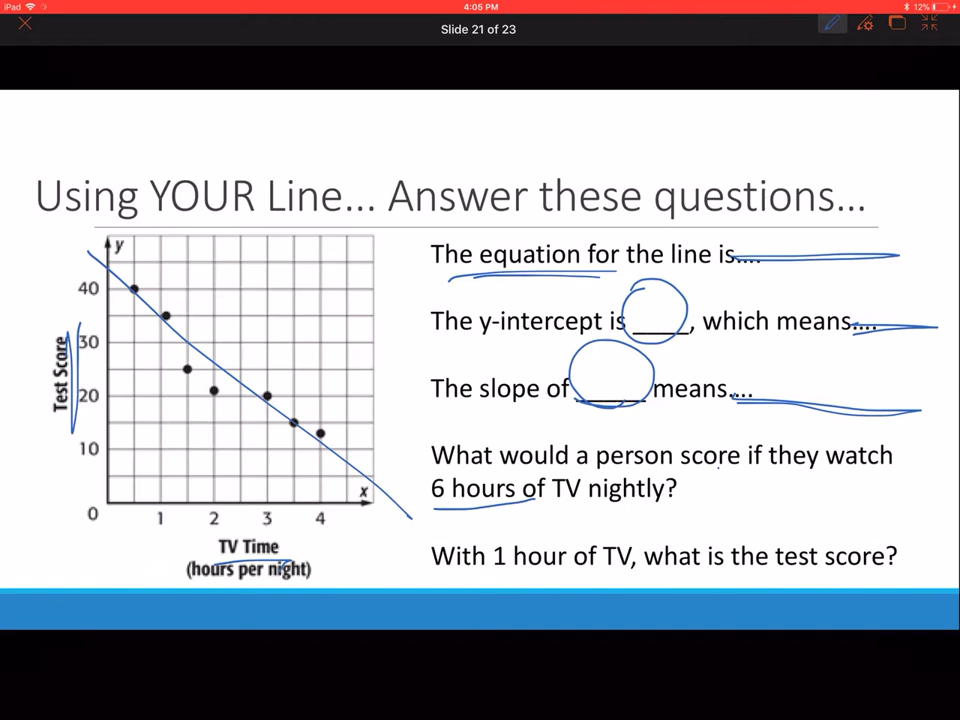 iPad
4:05 PM
12%
Slide 21 of 23
Using YOUR Line... Answer these questions...
y
40
30
20
10
0
1
2
3
4
x
Test Score
TV Time
(hours per night)
The equation for the line is....
The y-intercept is _____, which means....
The slope of ______ means....
What would a person score if they watch
6 hours of TV nightly?
With 1 hour of TV, what is the test score?